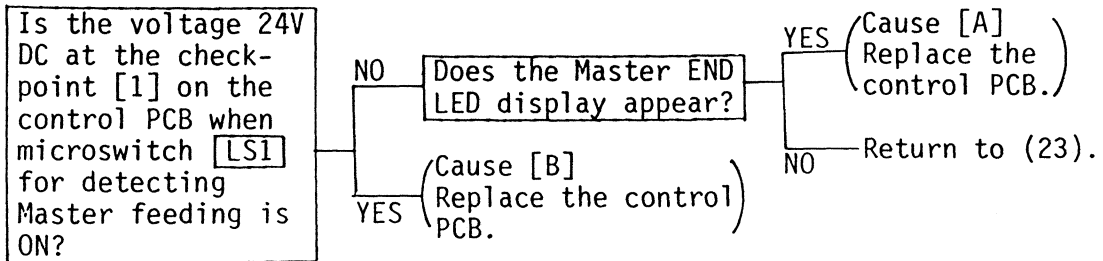 Is the voltage 24V
DC at the check-
point [1] on the
control PCB when
microswitch LS1
for detecting
Master feeding is
ON?
NO
Does the Master END
LED display appear?
YES
Cause [A]
Replace the
control PCB.
NO
Return to (23).
YES
Cause [B]
Replace the control
PCB.